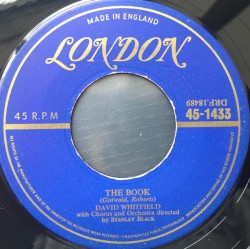 MADE IN ENGLAND
LONDON
45 R.P.M
45-1433
DRF.18489
THE BOOK
(Gotwald, Roberts)
DAVID WHITFIELD
with Chorus and Orchestra directed
by STANLEY BLACK